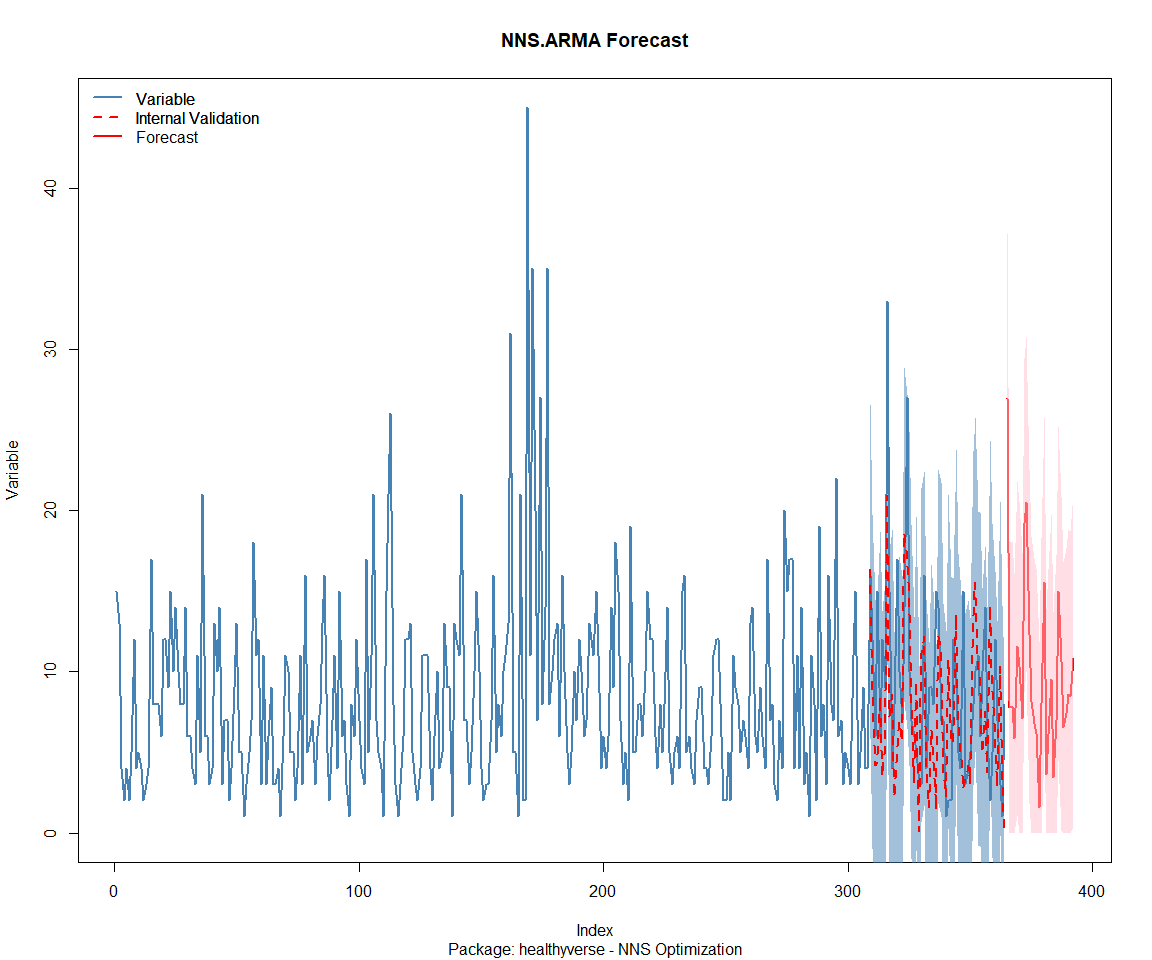 NNS.ARMA Forecast
Variable
Internal Validation
Forecast
Variable
40
30
20
10
0
0
100
200
300
400
Index
Package: healthyverse - NNS Optimization